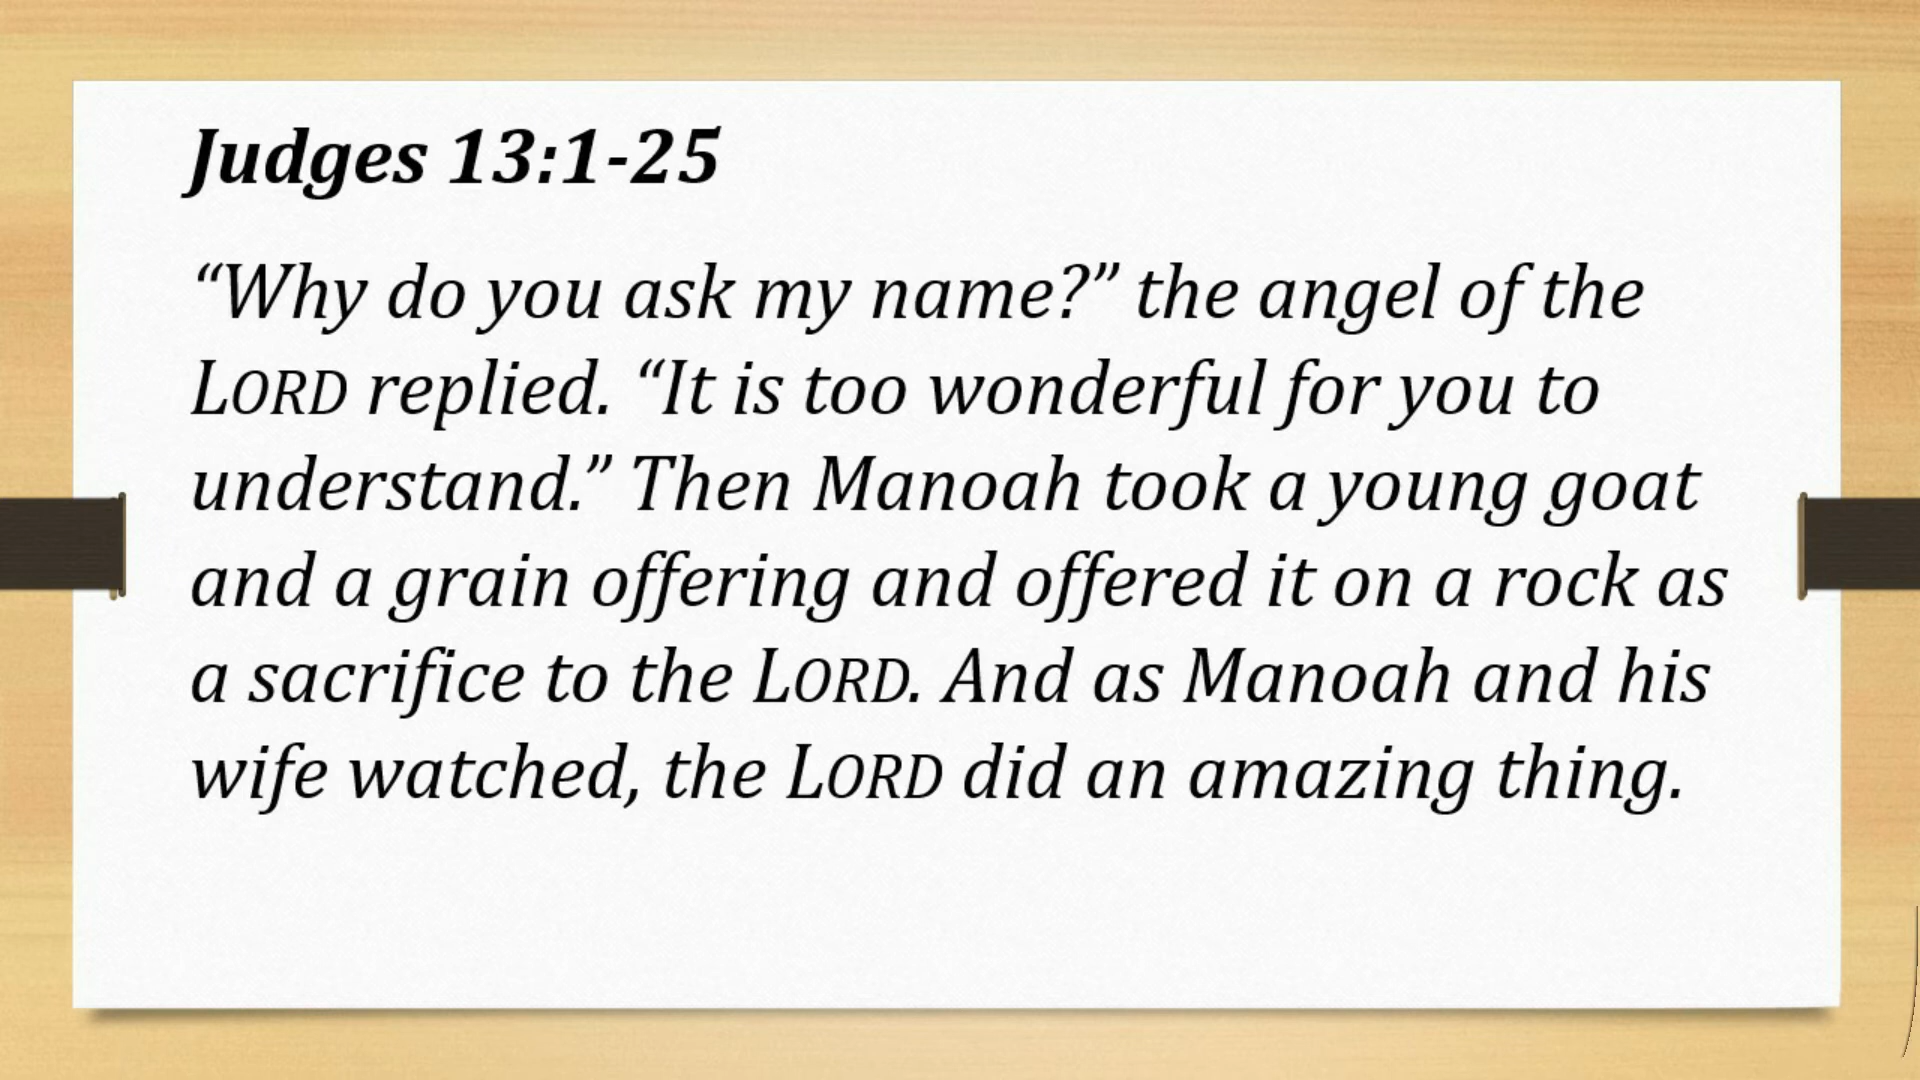 Judges 13:1-25
“Why do you ask my name?” the angel of the
LORD replied. “It is too wonderful for you to
understand.” Then Manoah took a young goat
and a grain offering and offered it on a rock as
a sacrifice to the LORD. And as Manoah and his
wife watched, the LORD did an amazing thing.